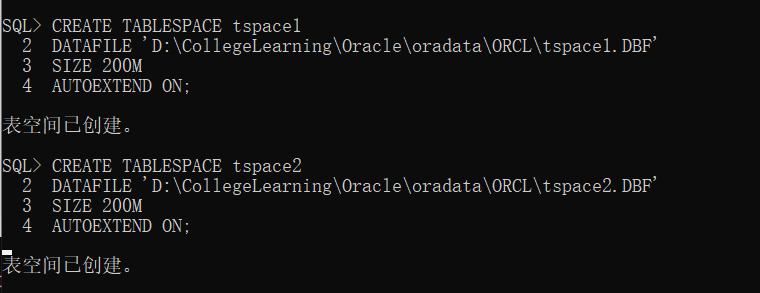 SQL> CREATE TABLESPACE tspace1
2 DATAFILE 'D:\CollegeLearning\Oracle\oradata\ORCL\tspace1.DBF'
3 SIZE 200M
4 AUTOEXTEND ON;
表空间已创建。
SQL> CREATE TABLESPACE tspace2
2 DATAFILE 'D:\CollegeLearning\Oracle\oradata\ORCL\tspace2.DBF'
3 SIZE 200M
4 AUTOEXTEND ON;
表空间已创建。